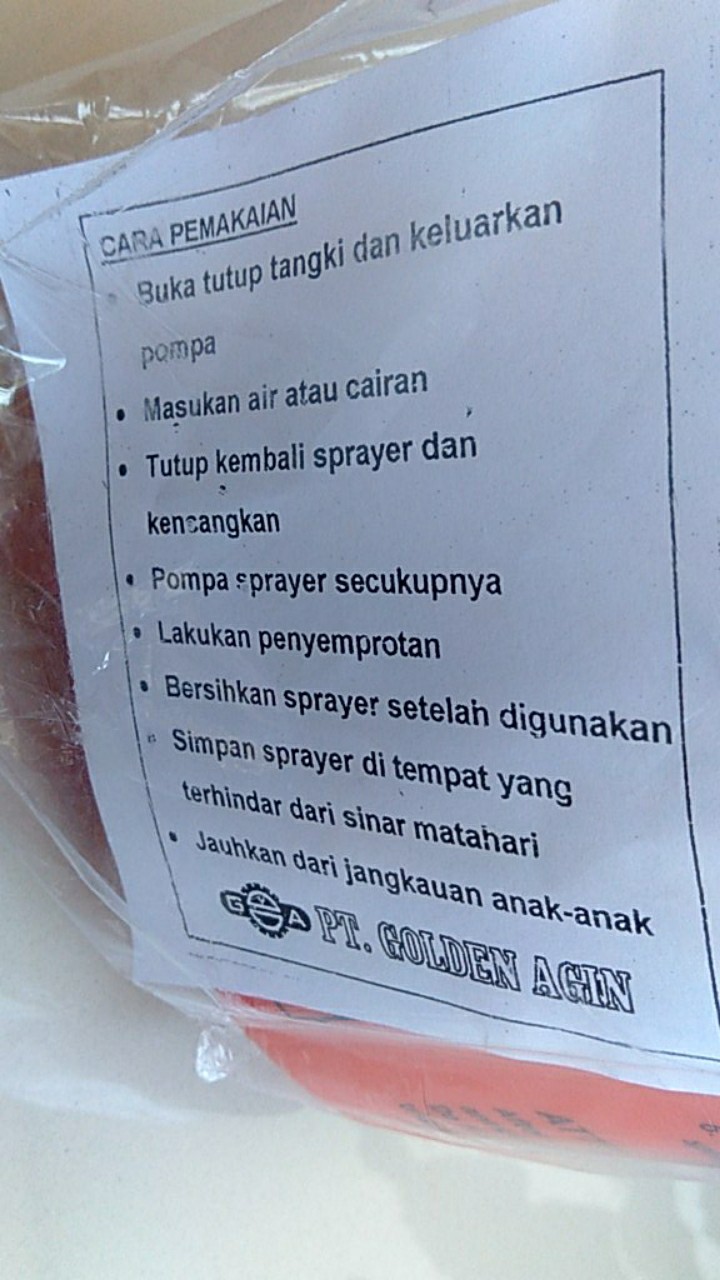 CARA PEMAKAIAN
• Buka tutup tangki dan keluarkan
pompa
• Masukan air atau cairan
• Tutup kembali sprayer dan
kencangkan
• Pompa sprayer secukupnya
• Lakukan penyemprotan
• Bersihkan sprayer setelah digunakan
• Simpan sprayer di tempat yang
terhindar dari sinar matahari
• Jauhkan dari jangkauan anak-anak
G A PT. GOLDEN AGIN